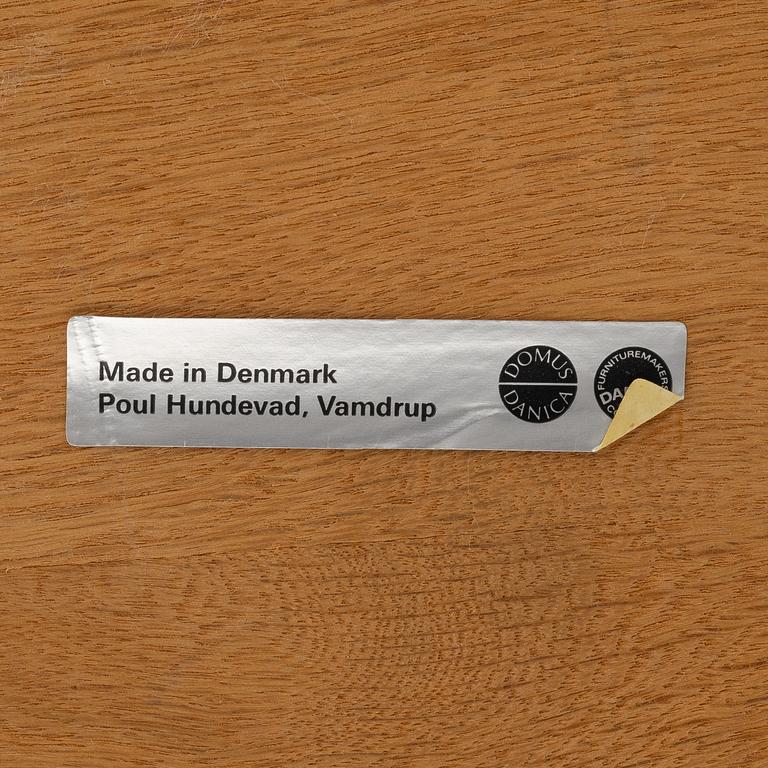 Made in Denmark
Poul Hundevad, Vamdrup
DOMUS
DANICA
FURNITUREMAKERS